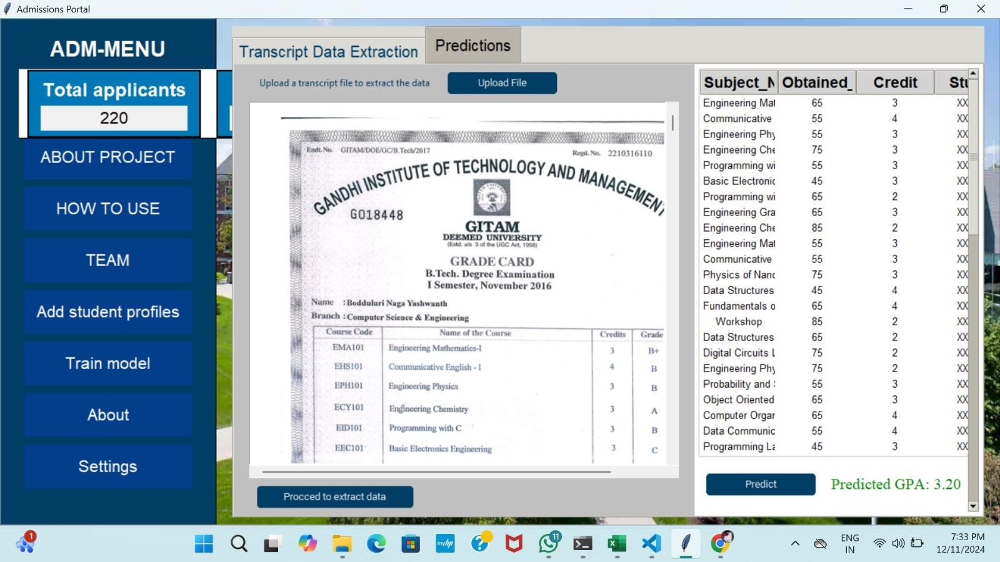 Admissions Portal
ADM-MENU
Total applicants
220
ABOUT PROJECT
HOW TO USE
TEAM
Add student profiles
Train model
About
Settings
Transcript Data Extraction
Predictions
Upload a transcript file to extract the data
Upload File
Endt. No. GITAM/DOE/GC/B.Tech/2017
Regd. No. 2210316110
GANDHI INSTITUTE OF TECHNOLOGY AND MANAGEMENT
G018448
GITAM
DEEMED UNIVERSITY
(Estd. u/s 3 of the UGC Act, 1956)
GRADE CARD
B.Tech. Degree Examination
I Semester, November 2016
Name : Bodduluri Naga Yashwanth
Branch : Computer Science & Engineering
Course Code Name of the Course Credits Grade
EMA101 Engineering Mathematics-I 3 B+
EHS101 Communicative English - I 4 B
EPH101 Engineering Physics 3 B
ECY101 Engineering Chemistry 3 A
EID101 Programming with C 3 B
EEC101 Basic Electronics Engineering 3 C
Procced to extract data
Subject_N Obtained_ Credit Stu
Engineering Mat 65 3 XX
Communicative 55 4 XX
Engineering Phy 55 3 XX
Engineering Che 75 3 XX
Programming wi 55 3 XX
Basic Electronic 45 3 XX
Programming wi 65 2 XX
Engineering Gra 65 3 XX
Engineering Che 85 2 XX
Engineering Mat 55 3 XX
Communicative 55 3 XX
Physics of Nanc 75 3 XX
Data Structures 45 4 XX
Fundamentals o 65 4 XX
Workshop 85 2 XX
Data Structures 65 2 XX
Digital Circuits L 75 2 XX
Engineering Phy 75 2 XX
Probability and 55 3 XX
Object Oriented 65 3 XX
Computer Organ 65 4 XX
Data Communic 55 4 XX
Programming La 45 3 XX
Predict
Predicted GPA: 3.20
1
myhp
11
ENG
IN
7:33 PM
12/11/2024